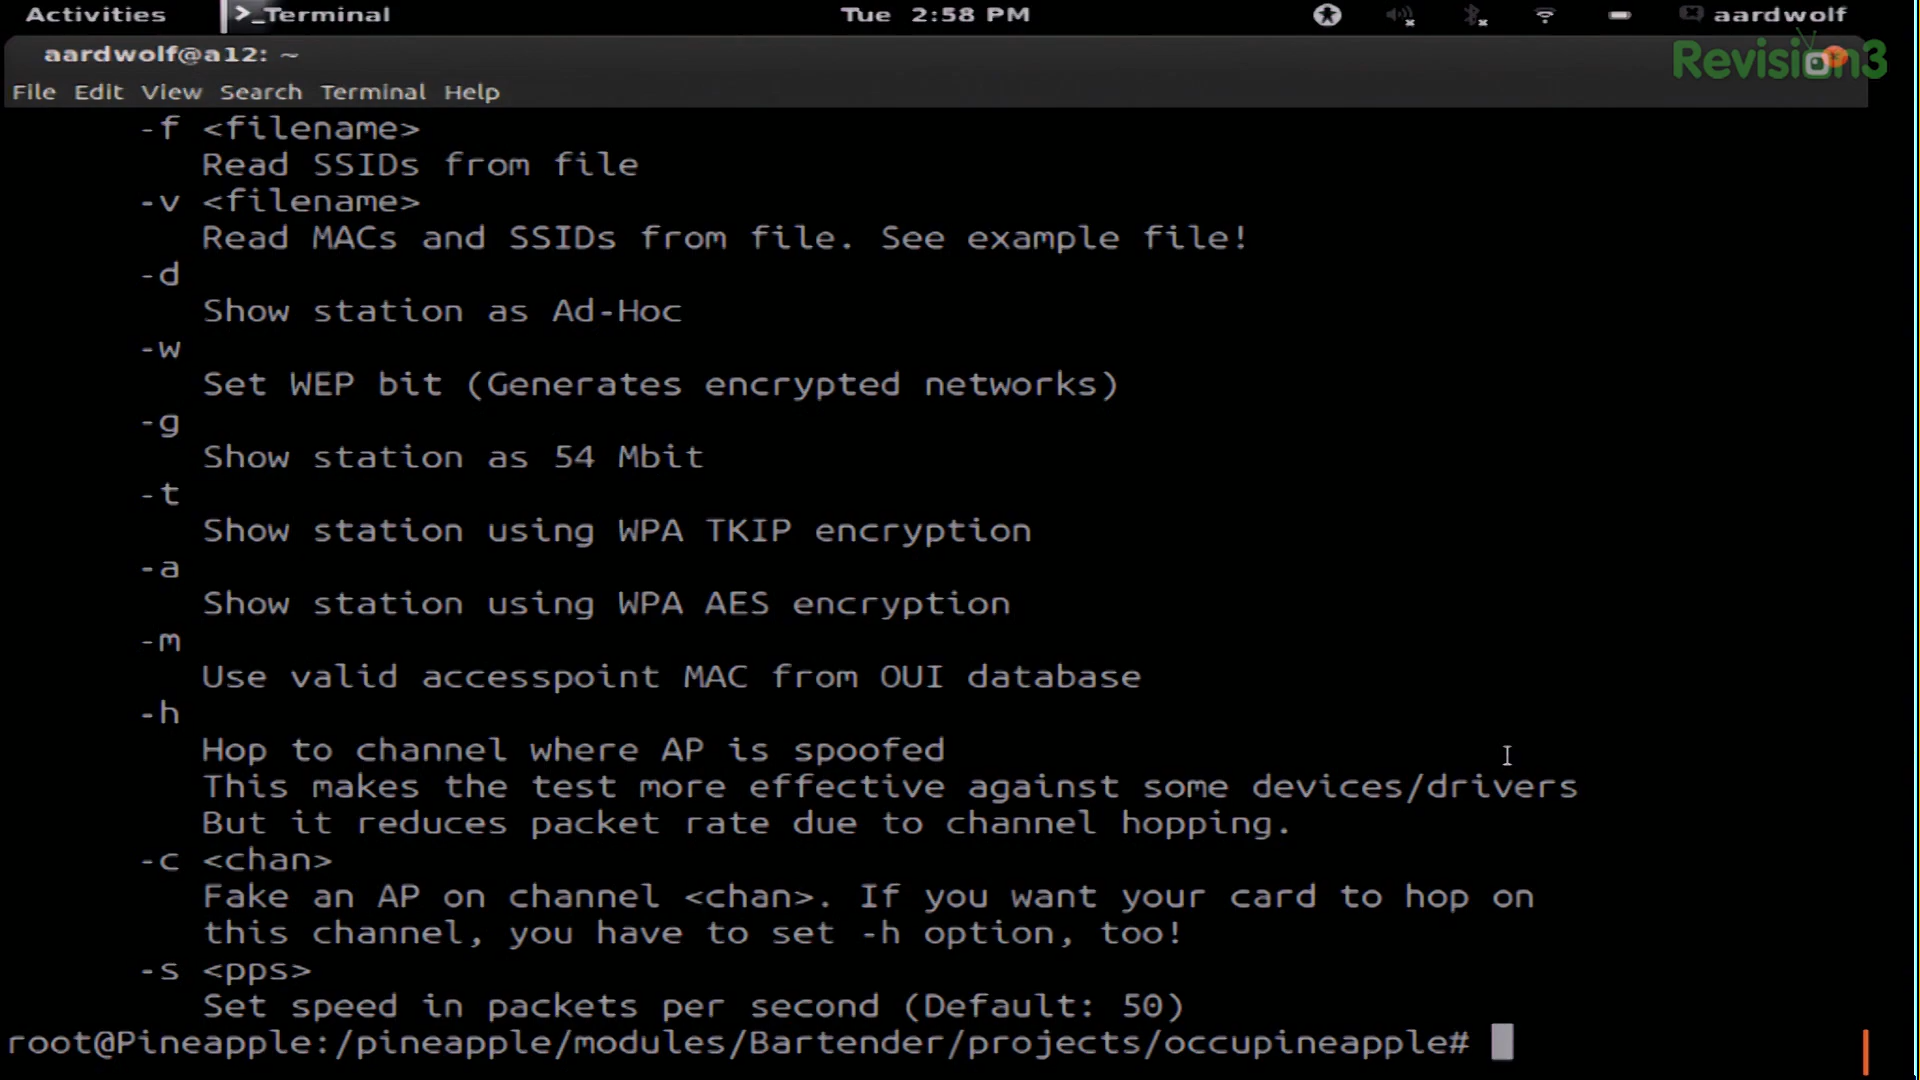 Activities >_Terminal Tue 2:58 PM aardwolf
aardwolf@a12: ~
Revision3
File Edit View Search Terminal Help
-f <filename>
Read SSIDs from file
-v <filename>
Read MACs and SSIDs from file. See example file!
-d
Show station as Ad-Hoc
-w
Set WEP bit (Generates encrypted networks)
-g
Show station as 54 Mbit
-t
Show station using WPA TKIP encryption
-a
Show station using WPA AES encryption
-m
Use valid accesspoint MAC from OUI database
-h
Hop to channel where AP is spoofed
This makes the test more effective against some devices/drivers
But it reduces packet rate due to channel hopping.
-c <chan>
Fake an AP on channel <chan>. If you want your card to hop on
this channel, you have to set -h option, too!
-s <pps>
Set speed in packets per second (Default: 50)
root@Pineapple:/pineapple/modules/Bartender/projects/occupineapple#